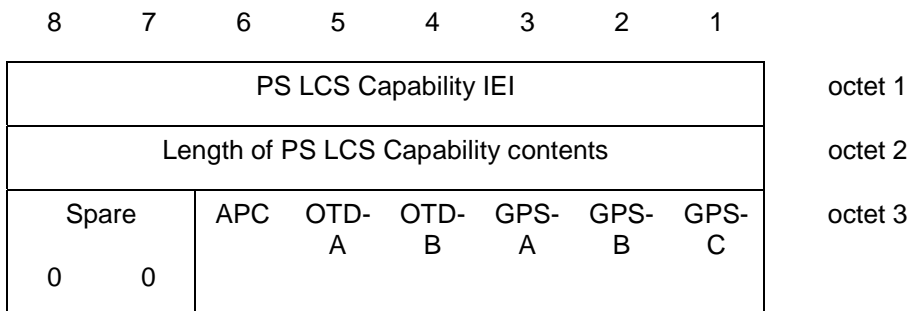 8 7 6 5 4 3 2 1
PS LCS Capability IEI octet 1
Length of PS LCS Capability contents octet 2
Spare APC OTD- OTD- GPS- GPS- GPS- octet 3
A B A B C
0 0